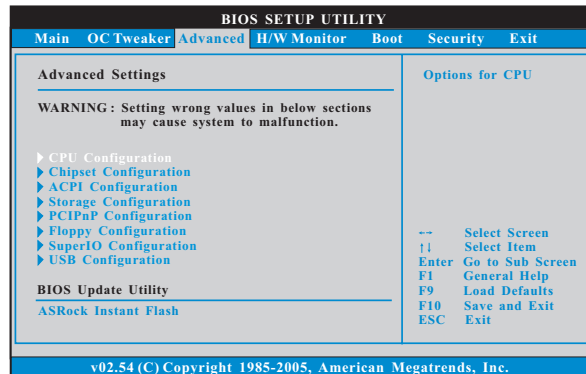 BIOS SETUP UTILITY
Main OC Tweaker Advanced H/W Monitor Boot Security Exit
Advanced Settings
WARNING : Setting wrong values in below sections
may cause system to malfunction.
CPU Configuration
Chipset Configuration
ACPI Configuration
Storage Configuration
PCIPnP Configuration
Floppy Configuration
SuperIO Configuration
USB Configuration
BIOS Update Utility
ASRock Instant Flash
Options for CPU
←→ Select Screen
↑↓ Select Item
Enter Go to Sub Screen
F1 General Help
F9 Load Defaults
F10 Save and Exit
ESC Exit
v02.54 (C) Copyright 1985-2005, American Megatrends, Inc.